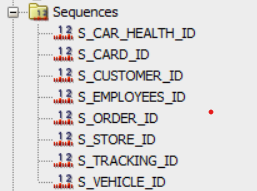 Sequences
S_CAR_HEALTH_ID
S_CARD_ID
S_CUSTOMER_ID
S_EMPLOYEES_ID
S_ORDER_ID
S_STORE_ID
S_TRACKING_ID
S_VEHICLE_ID